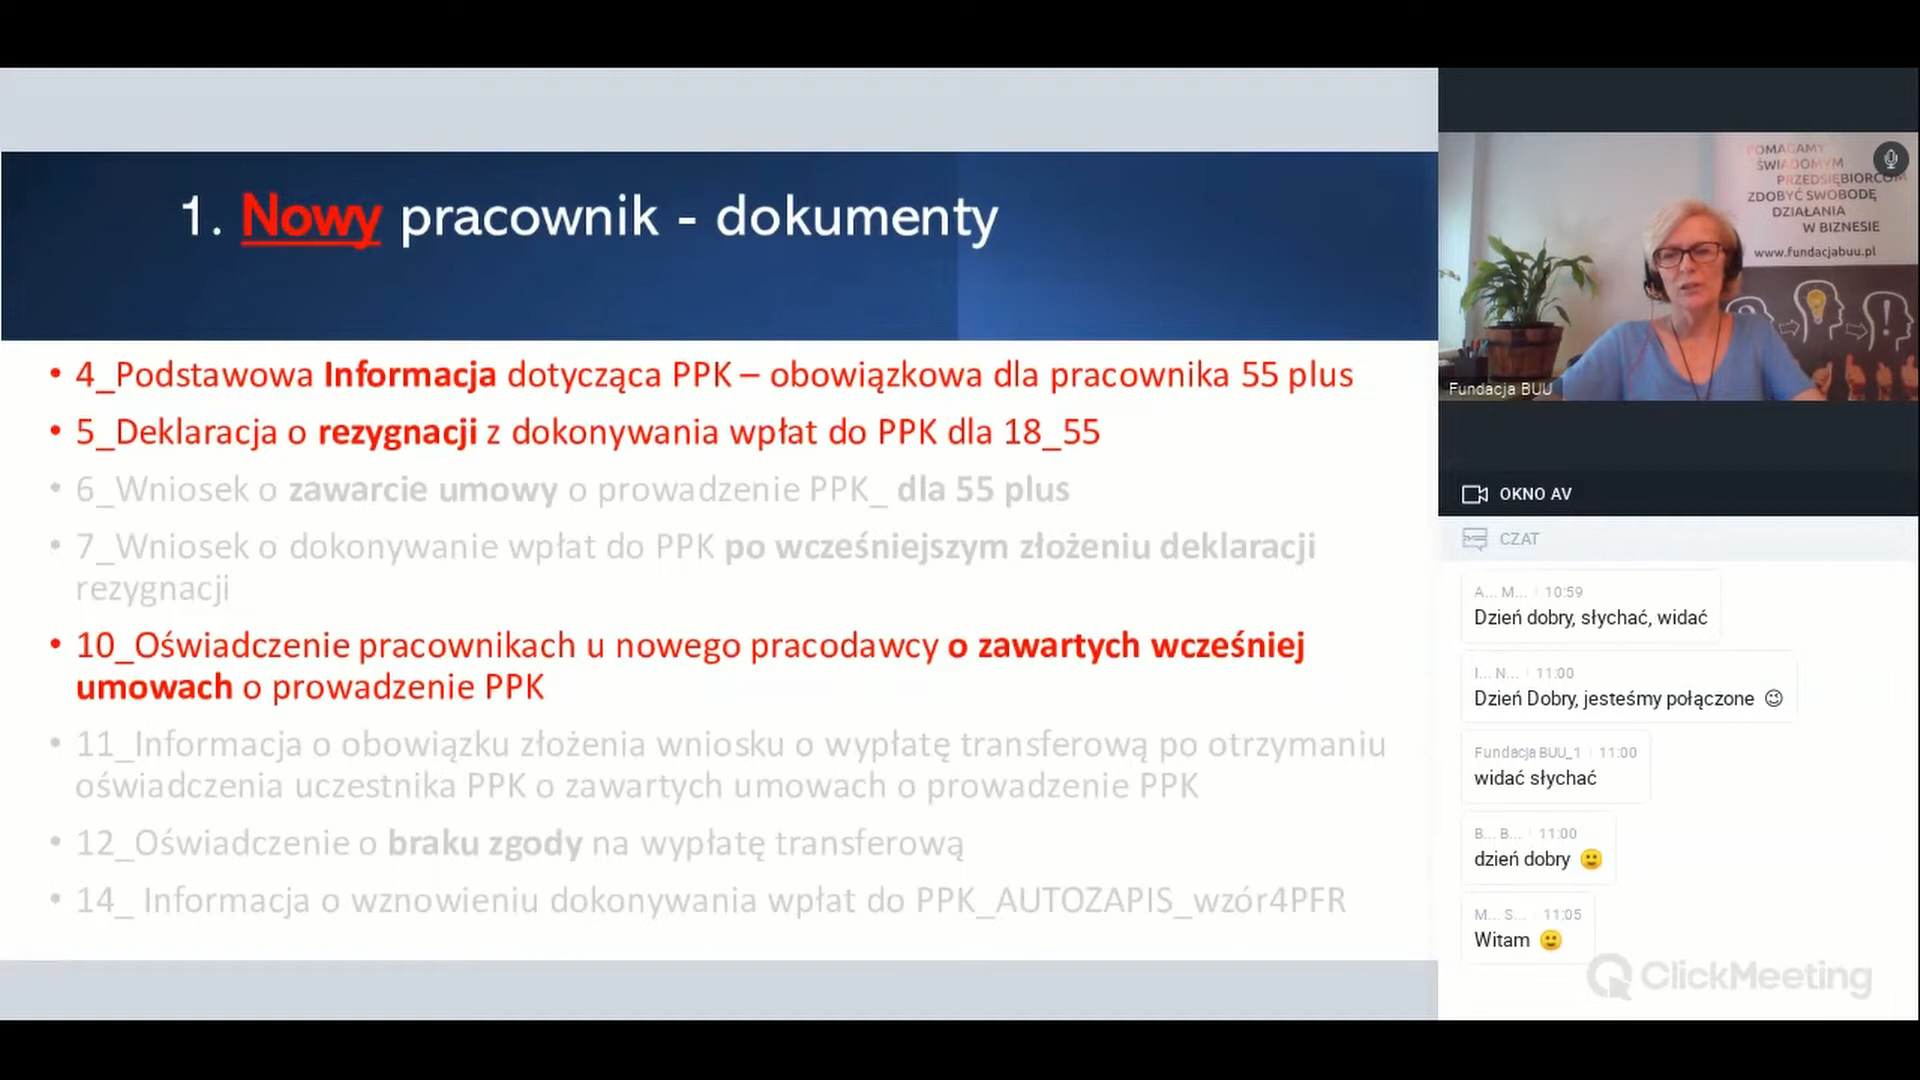 1. Nowy pracownik - dokumenty
• 4_Podstawowa Informacja dotycząca PPK – obowiązkowa dla pracownika 55 plus
• 5_Deklaracja o rezygnacji z dokonywania wpłat do PPK dla 18_55
• 6_Wniosek o zawarcie umowy o prowadzenie PPK_ dla 55 plus
• 7_Wniosek o dokonywanie wpłat do PPK po wcześniejszym złożeniu deklaracji
rezygnacji
• 10_Oświadczenie pracownikach u nowego pracodawcy o zawartych wcześniej
umowach o prowadzenie PPK
• 11_Informacja o obowiązku złożenia wniosku o wypłatę transferową po otrzymaniu
oświadczenia uczestnika PPK o zawartych umowach o prowadzenie PPK
• 12_Oświadczenie o braku zgody na wypłatę transferową
• 14_ Informacja o wznowieniu dokonywania wpłat do PPK_AUTOZAPIS_wzór4PFR
POMAGAMY
ŚWIADOMYM
PRZEDSIĘBIORCOM
ZDOBYĆ SWOBODĘ
DZIAŁANIA
W BIZNESIE
www.fundacjabuu.pl
Fundacja BUU
OKNO AV
CZAT
A... M... 10:59
Dzień dobry, słychać, widać
I... N... 11:00
Dzień Dobry, jesteśmy połączone 😉
Fundacja BUU_1 11:00
widać słychać
B... B... 11:00
dzień dobry 🙂
M... S... 11:05
Witam 🙂
ClickMeeting